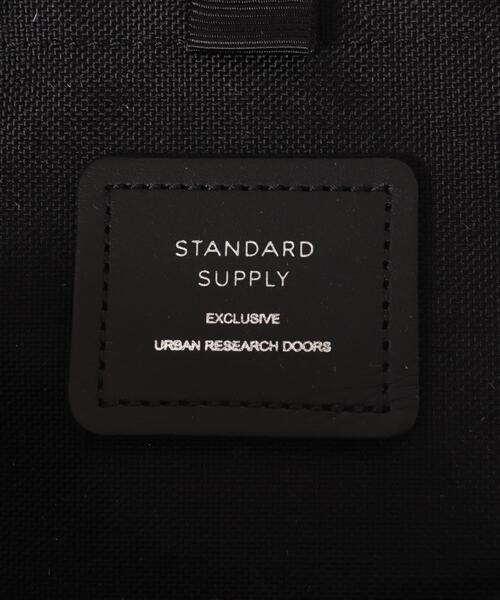 STANDARD
SUPPLY
EXCLUSIVE
URBAN RESEARCH DOORS